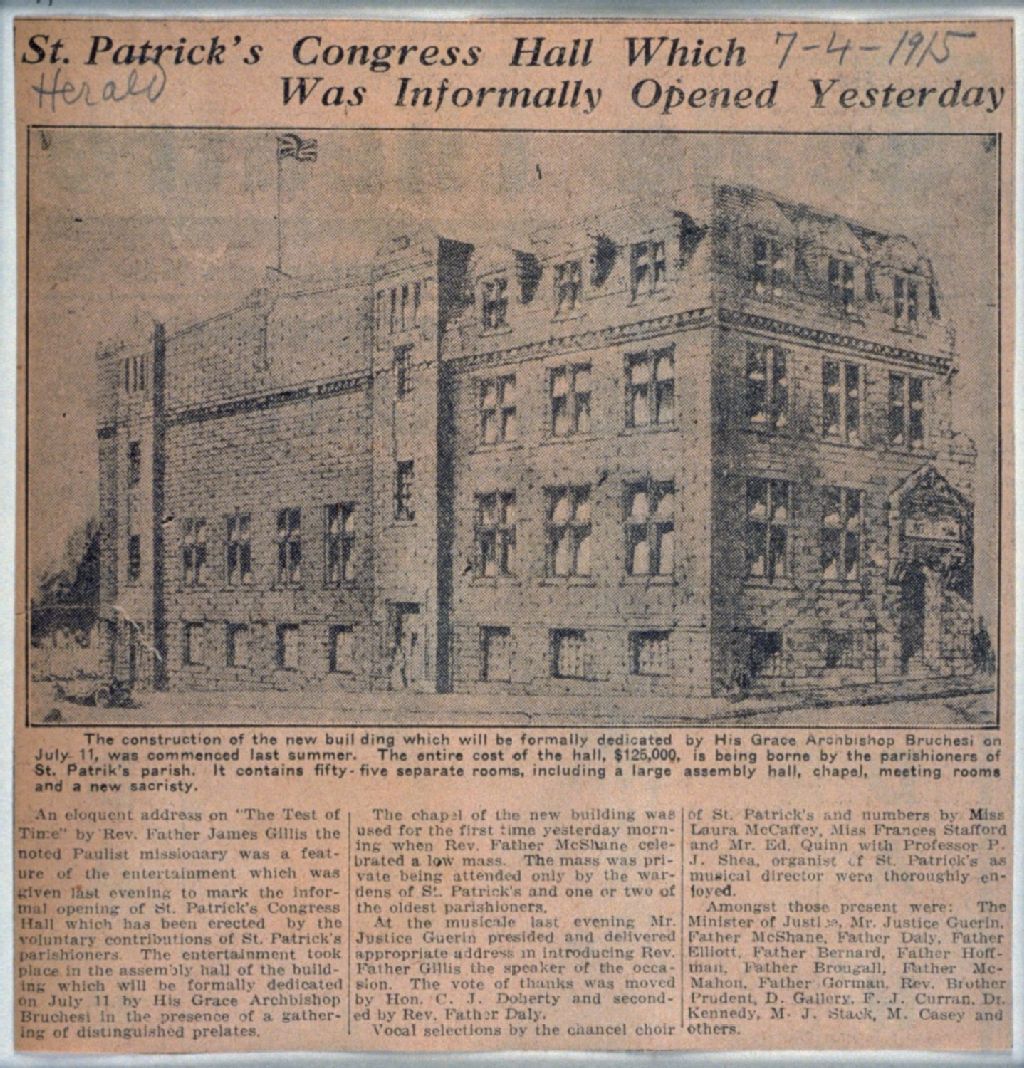 St. Patrick's Congress Hall Which 7-4-1915
Herald Was Informally Opened Yesterday
The construction of the new buil ding which will be formally dedicated by His Grace Archbishop Bruchesi on
July 11, was commenced last summer. The entire cost of the hall, $125,000, is being borne by the parishioners of
St. Patrik's parish. It contains fifty-five separate rooms, including a large assembly hall, chapel, meeting rooms
and a new sacristy.
An eloquent address on "The Test of
Time" by Rev. Father James Gillis the
noted Paulist missionary was a feat-
ure of the entertainment which was
given last evening to mark the infor-
mal opening of St. Patrick's Congress
Hall which has been erected by the
voluntary contributions of St. Patrick's
parishioners. The entertainment took
place in the assembly hall of the build-
ing which will be formally dedicated
on July 11 by His Grace Archbishop
Bruchesi in the presence of a gather-
ing of distinguished prelates.
The chapel of the new building was
used for the first time yesterday morn-
ing when Rev. Father McShane cele-
brated a low mass. The mass was pri-
vate being attended only by the war-
dens of St. Patrick's and one or two of
the oldest parishioners.
At the musicale last evening Mr.
Justice Guerin presided and delivered
appropriate address in introducing Rev.
Father Gillis the speaker of the occa-
sion. The vote of thanks was moved
by Hon. C. J. Doherty and second-
ed by Rev. Father Daly.
Vocal selections by the chancel choir
of St. Patrick's and numbers by Miss
Laura McCaffey, Miss Frances Stafford
and Mr. Ed. Quinn with Professor P.
J. Shea, organist of St. Patrick's as
musical director were thoroughly en-
joyed.
Amongst those present were: The
Minister of Justice, Mr. Justice Guerin,
Father McShane, Father Daly, Father
Elliott, Father Bernard, Father Hoff-
man, Father Brougall, Father Mc-
Mahon, Father Gorman, Rev. Brother
Prudent, D. Gallery, F. J. Curran, Dr.
Kennedy, M. J. Stack, M. Casey and
others.